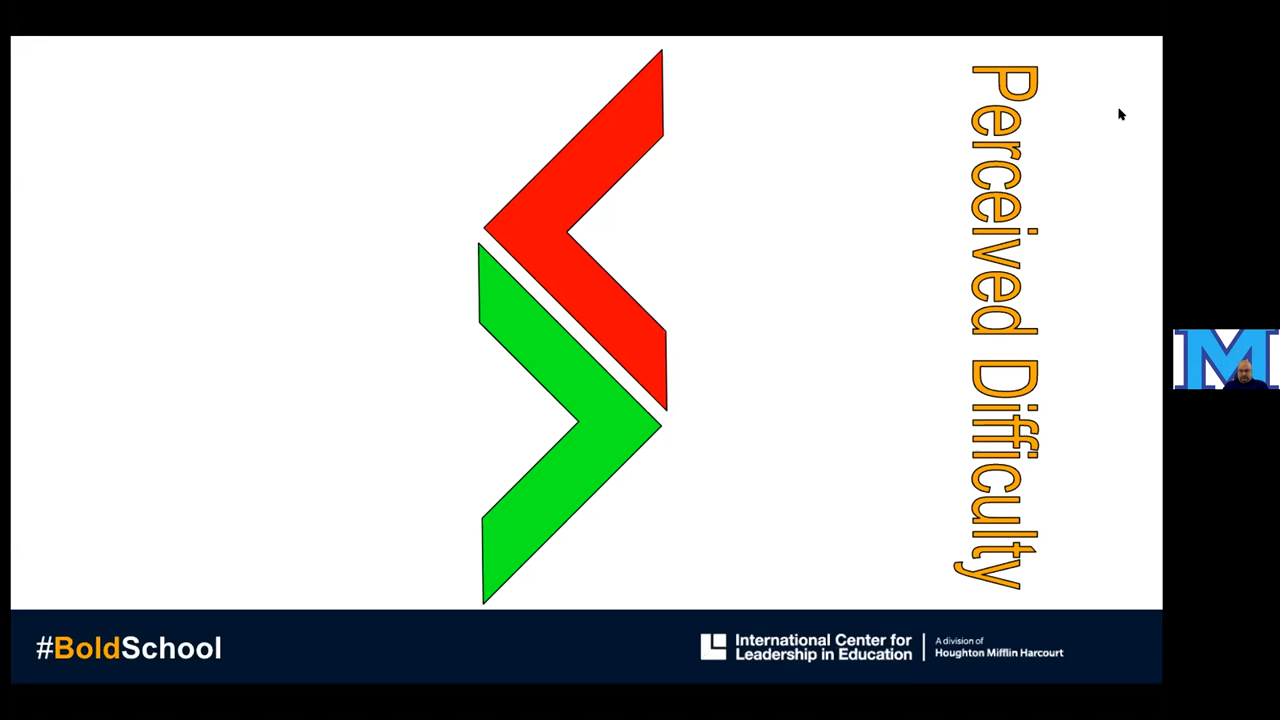 Perceived Difficulty
#BoldSchool
International Center for
Leadership in Education
A division of
Houghton Mifflin Harcourt
M